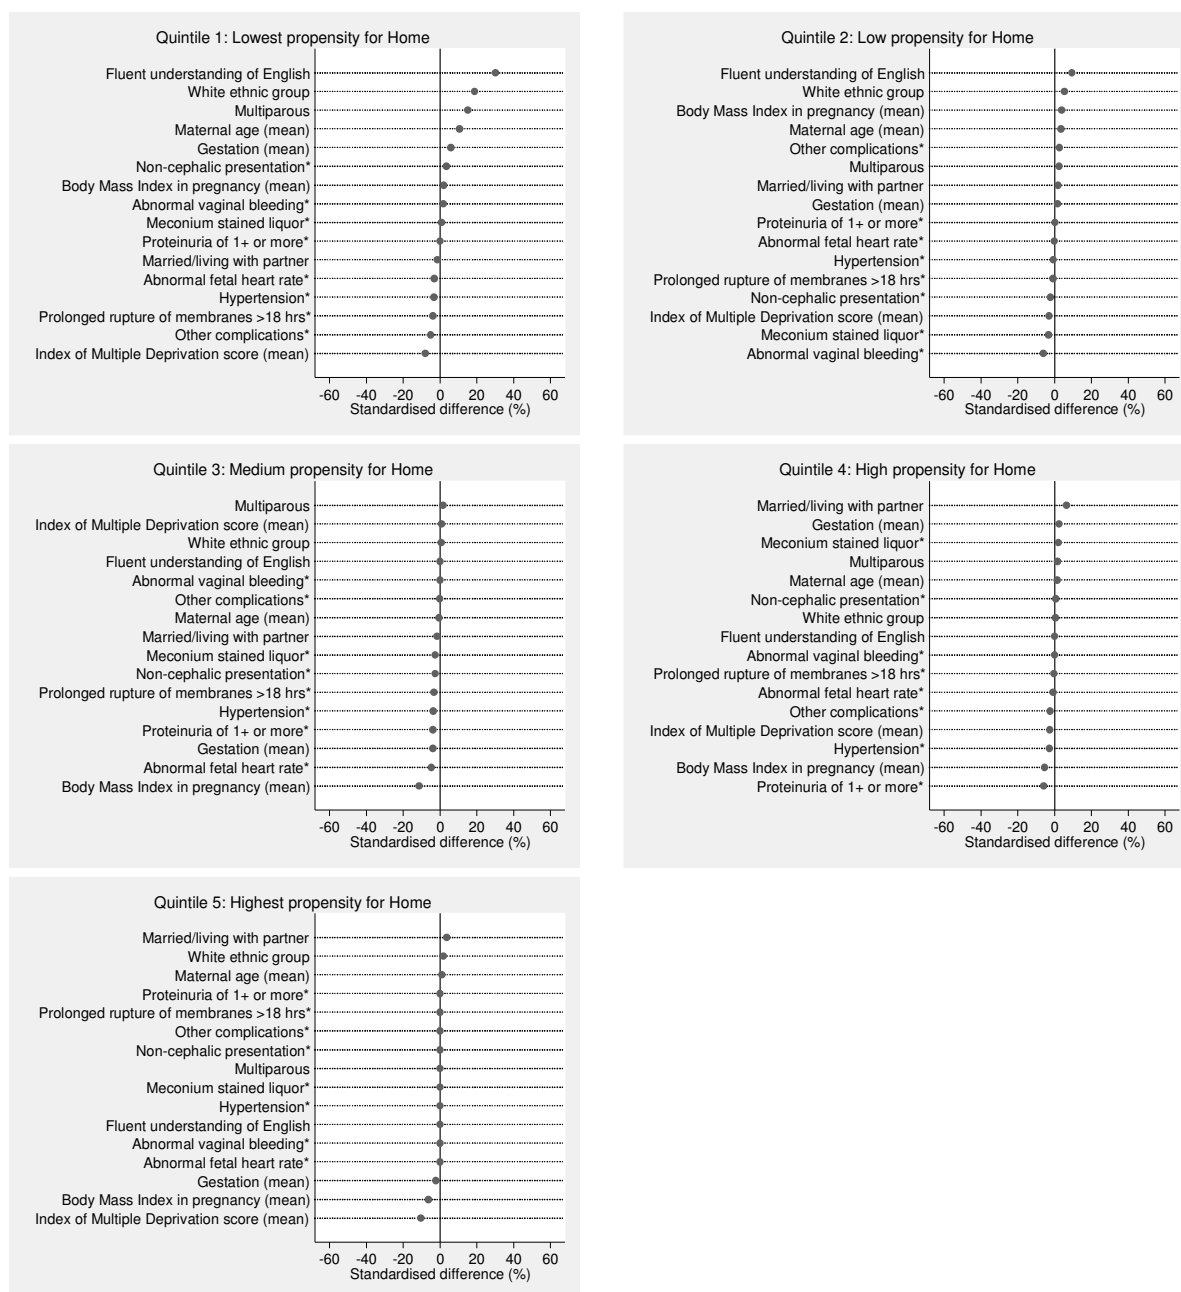 Quintile 1: Lowest propensity for Home
Fluent understanding of English
White ethnic group
Multiparous
Maternal age (mean)
Gestation (mean)
Non-cephalic presentation*
Body Mass Index in pregnancy (mean)
Abnormal vaginal bleeding*
Meconium stained liquor*
Proteinuria of 1+ or more*
Married/living with partner
Abnormal fetal heart rate*
Hypertension*
Prolonged rupture of membranes >18 hrs*
Other complications*
Index of Multiple Deprivation score (mean)
-60 -40 -20 0 20 40 60
Standardised difference (%)
Quintile 2: Low propensity for Home
Fluent understanding of English
White ethnic group
Body Mass Index in pregnancy (mean)
Maternal age (mean)
Other complications*
Multiparous
Married/living with partner
Gestation (mean)
Proteinuria of 1+ or more*
Abnormal fetal heart rate*
Hypertension*
Prolonged rupture of membranes >18 hrs*
Non-cephalic presentation*
Index of Multiple Deprivation score (mean)
Meconium stained liquor*
Abnormal vaginal bleeding*
-60 -40 -20 0 20 40 60
Standardised difference (%)
Quintile 3: Medium propensity for Home
Multiparous
Index of Multiple Deprivation score (mean)
White ethnic group
Fluent understanding of English
Abnormal vaginal bleeding*
Other complications*
Maternal age (mean)
Married/living with partner
Meconium stained liquor*
Non-cephalic presentation*
Prolonged rupture of membranes >18 hrs*
Hypertension*
Proteinuria of 1+ or more*
Gestation (mean)
Abnormal fetal heart rate*
Body Mass Index in pregnancy (mean)
-60 -40 -20 0 20 40 60
Standardised difference (%)
Quintile 4: High propensity for Home
Married/living with partner
Gestation (mean)
Meconium stained liquor*
Multiparous
Maternal age (mean)
Non-cephalic presentation*
White ethnic group
Fluent understanding of English
Abnormal vaginal bleeding*
Prolonged rupture of membranes >18 hrs*
Abnormal fetal heart rate*
Other complications*
Index of Multiple Deprivation score (mean)
Hypertension*
Body Mass Index in pregnancy (mean)
Proteinuria of 1+ or more*
-60 -40 -20 0 20 40 60
Standardised difference (%)
Quintile 5: Highest propensity for Home
Married/living with partner
White ethnic group
Maternal age (mean)
Proteinuria of 1+ or more*
Prolonged rupture of membranes >18 hrs*
Other complications*
Non-cephalic presentation*
Multiparous
Meconium stained liquor*
Hypertension*
Fluent understanding of English
Abnormal vaginal bleeding*
Abnormal fetal heart rate*
Gestation (mean)
Body Mass Index in pregnancy (mean)
Index of Multiple Deprivation score (mean)
-60 -40 -20 0 20 40 60
Standardised difference (%)